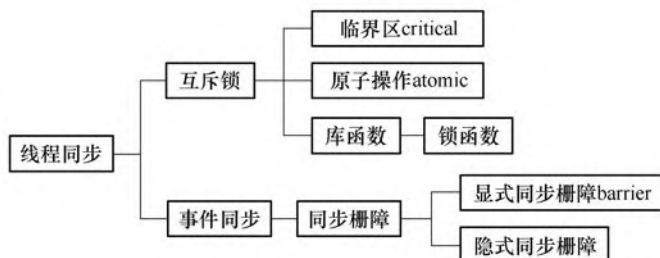 临界区critical
互斥锁
原子操作atomic
库函数
锁函数
线程同步
显式同步栅障barrier
事件同步
同步栅障
隐式同步栅障